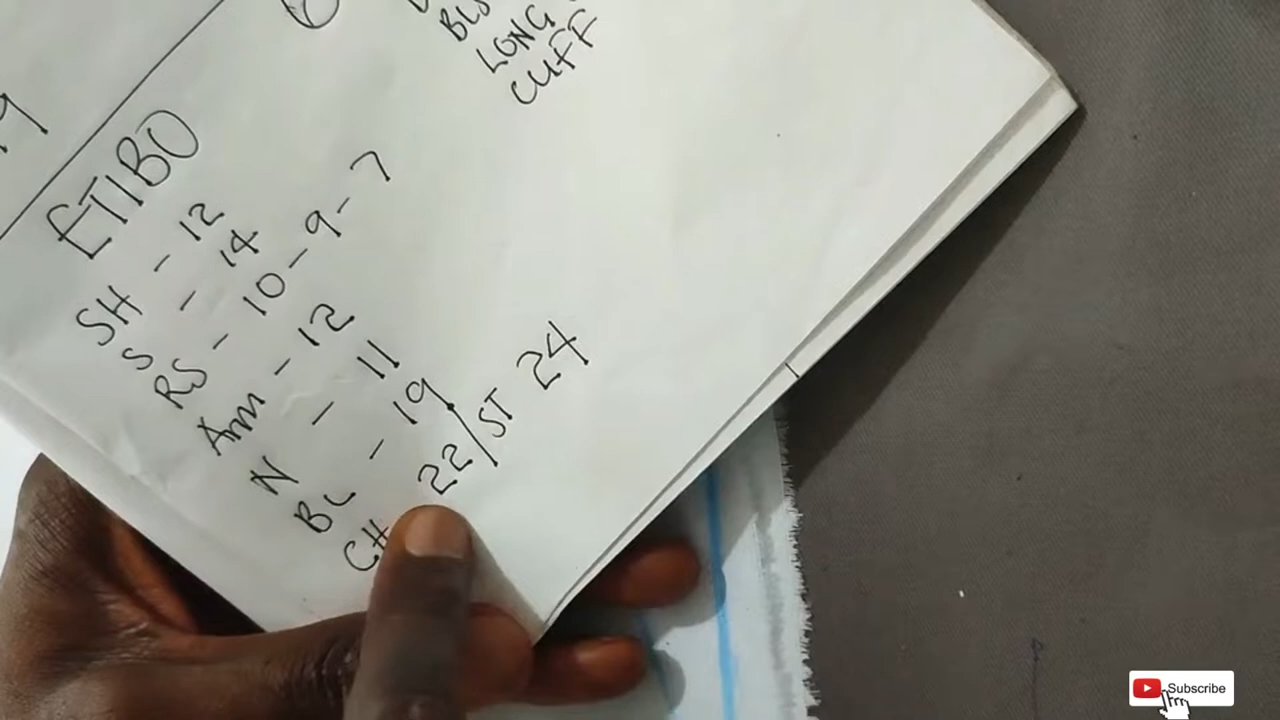 LONG
CUFF
ETIBO
SH - 12
S - 14
RS - 10 - 9 - 7
Arm - 12
N - 11
BL - 19
CH 22/ST 24
Subscribe